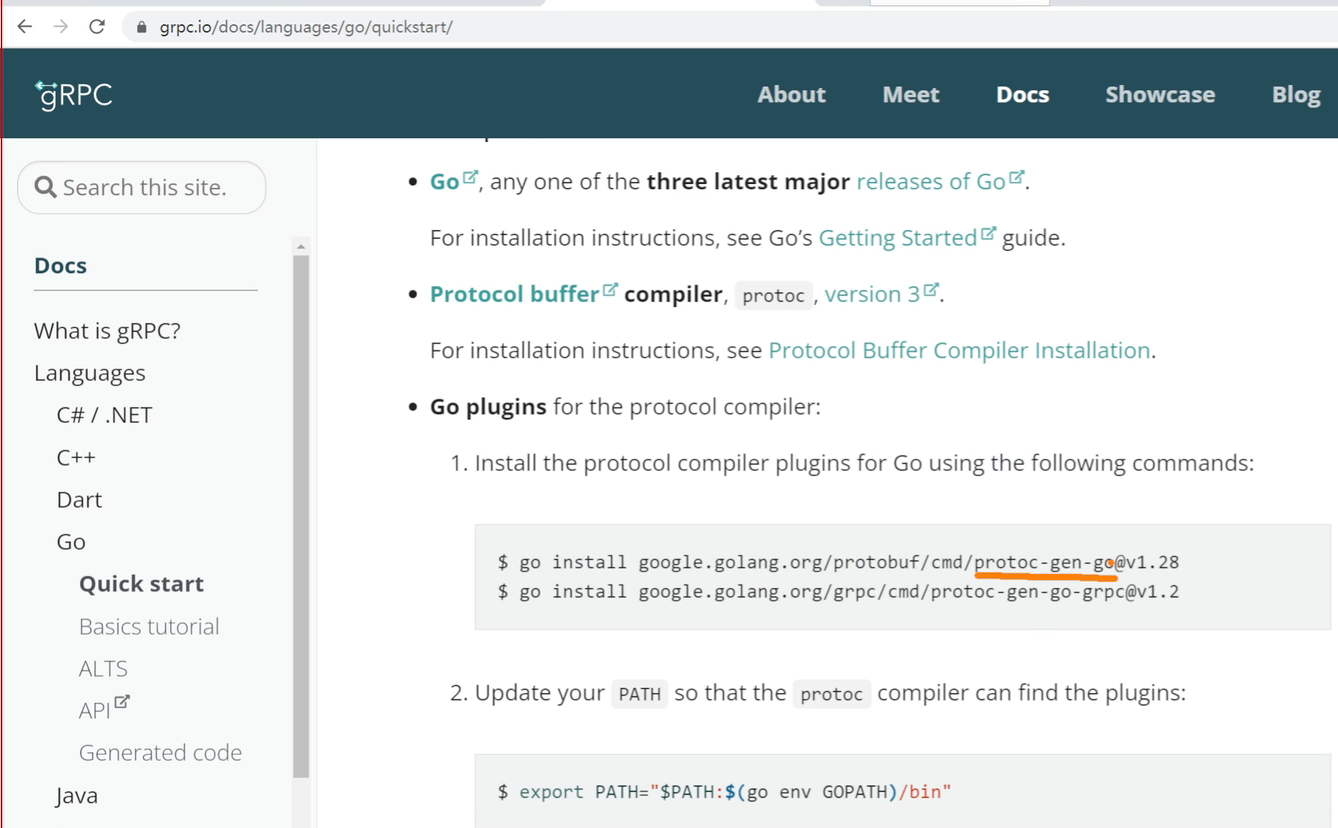 grpc.io/docs/languages/go/quickstart/
gRPC
About Meet Docs Showcase Blog
Search this site.
Docs
What is gRPC?
Languages
C# / .NET
C++
Dart
Go
Quick start
Basics tutorial
ALTS
API
Generated code
Java
• Go, any one of the three latest major releases of Go.
For installation instructions, see Go’s Getting Started guide.
• Protocol buffer compiler, protoc, version 3.
For installation instructions, see Protocol Buffer Compiler Installation.
• Go plugins for the protocol compiler:
1. Install the protocol compiler plugins for Go using the following commands:
$ go install google.golang.org/protobuf/cmd/protoc-gen-go@v1.28
$ go install google.golang.org/grpc/cmd/protoc-gen-go-grpc@v1.2
2. Update your PATH so that the protoc compiler can find the plugins:
$ export PATH="$PATH:$(go env GOPATH)/bin"